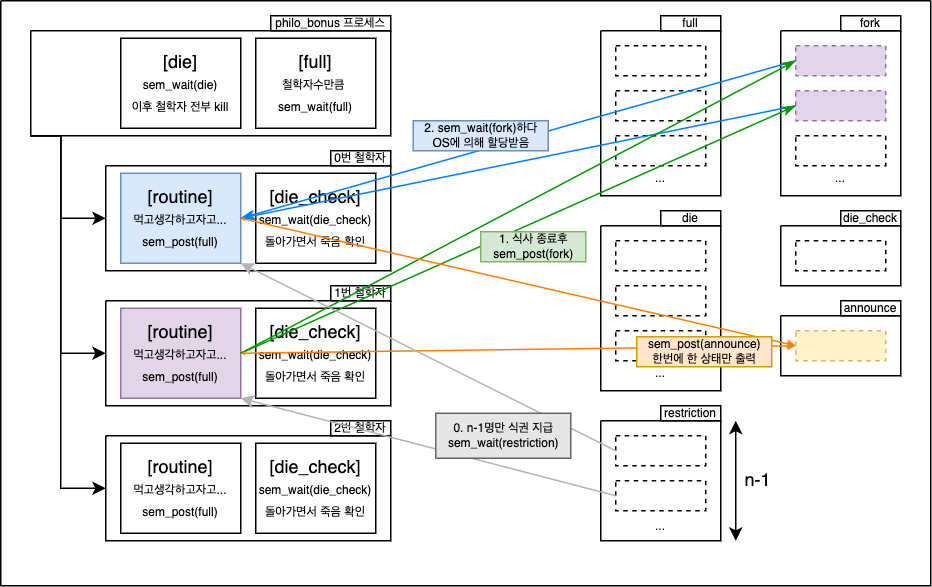 philo_bonus 프로세스
[die]
sem_wait(die)
이후 철학자 전부 kill
[full]
철학자수만큼
sem_wait(full)
0번 철학자
[routine]
먹고생각하고자고...
sem_post(full)
[die_check]
sem_wait(die_check)
돌아가면서 죽음 확인
1번 철학자
[routine]
먹고생각하고자고...
sem_post(full)
[die_check]
sem_wait(die_check)
돌아가면서 죽음 확인
2번 철학자
[routine]
먹고생각하고자고...
sem_post(full)
[die_check]
sem_wait(die_check)
돌아가면서 죽음 확인
2. sem_wait(fork)하다
OS에 의해 할당받음
1. 식사 종료후
sem_post(fork)
sem_post(announce)
한번에 한 상태만 출력
0. n-1명만 식권 지급
sem_wait(restriction)
full
...
fork
...
die
...
die_check
announce
restriction
...
n-1